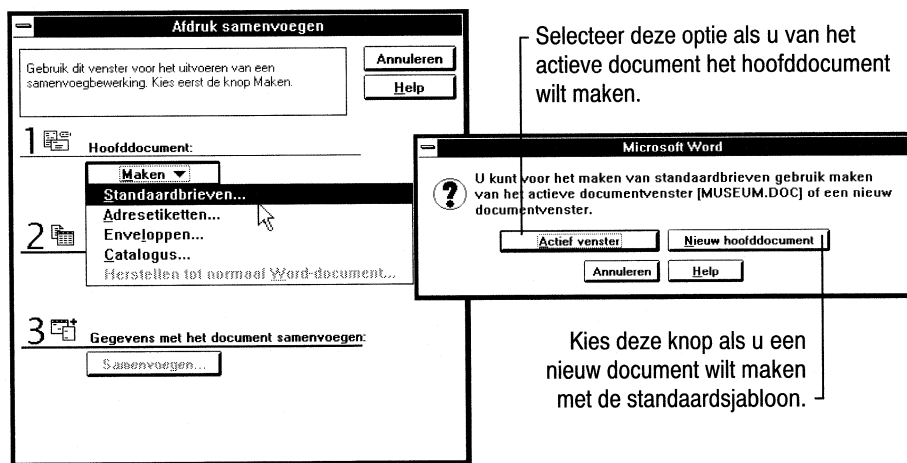 Afdruk samenvoegen
Gebruik dit venster voor het uitvoeren van een
samenvoegbewerking. Kies eerst de knop Maken.
Annuleren
Help
1
Hoofddocument:
Maken
Standaardbrieven...
Adresetiketten...
Enveloppen...
Catalogus...
Herstellen tot normaal Word-document...
2
3
Gegevens met het document samenvoegen:
Samenvoegen...
Selecteer deze optie als u van het
actieve document het hoofddocument
wilt maken.
Microsoft Word
?
U kunt voor het maken van standaardbrieven gebruik maken
van het actieve documentvenster [MUSEUM.DOC] of een nieuw
documentvenster.
Actief venster
Nieuw hoofddocument
Annuleren
Help
Kies deze knop als u een
nieuw document wilt maken
met de standaardsjabloon.